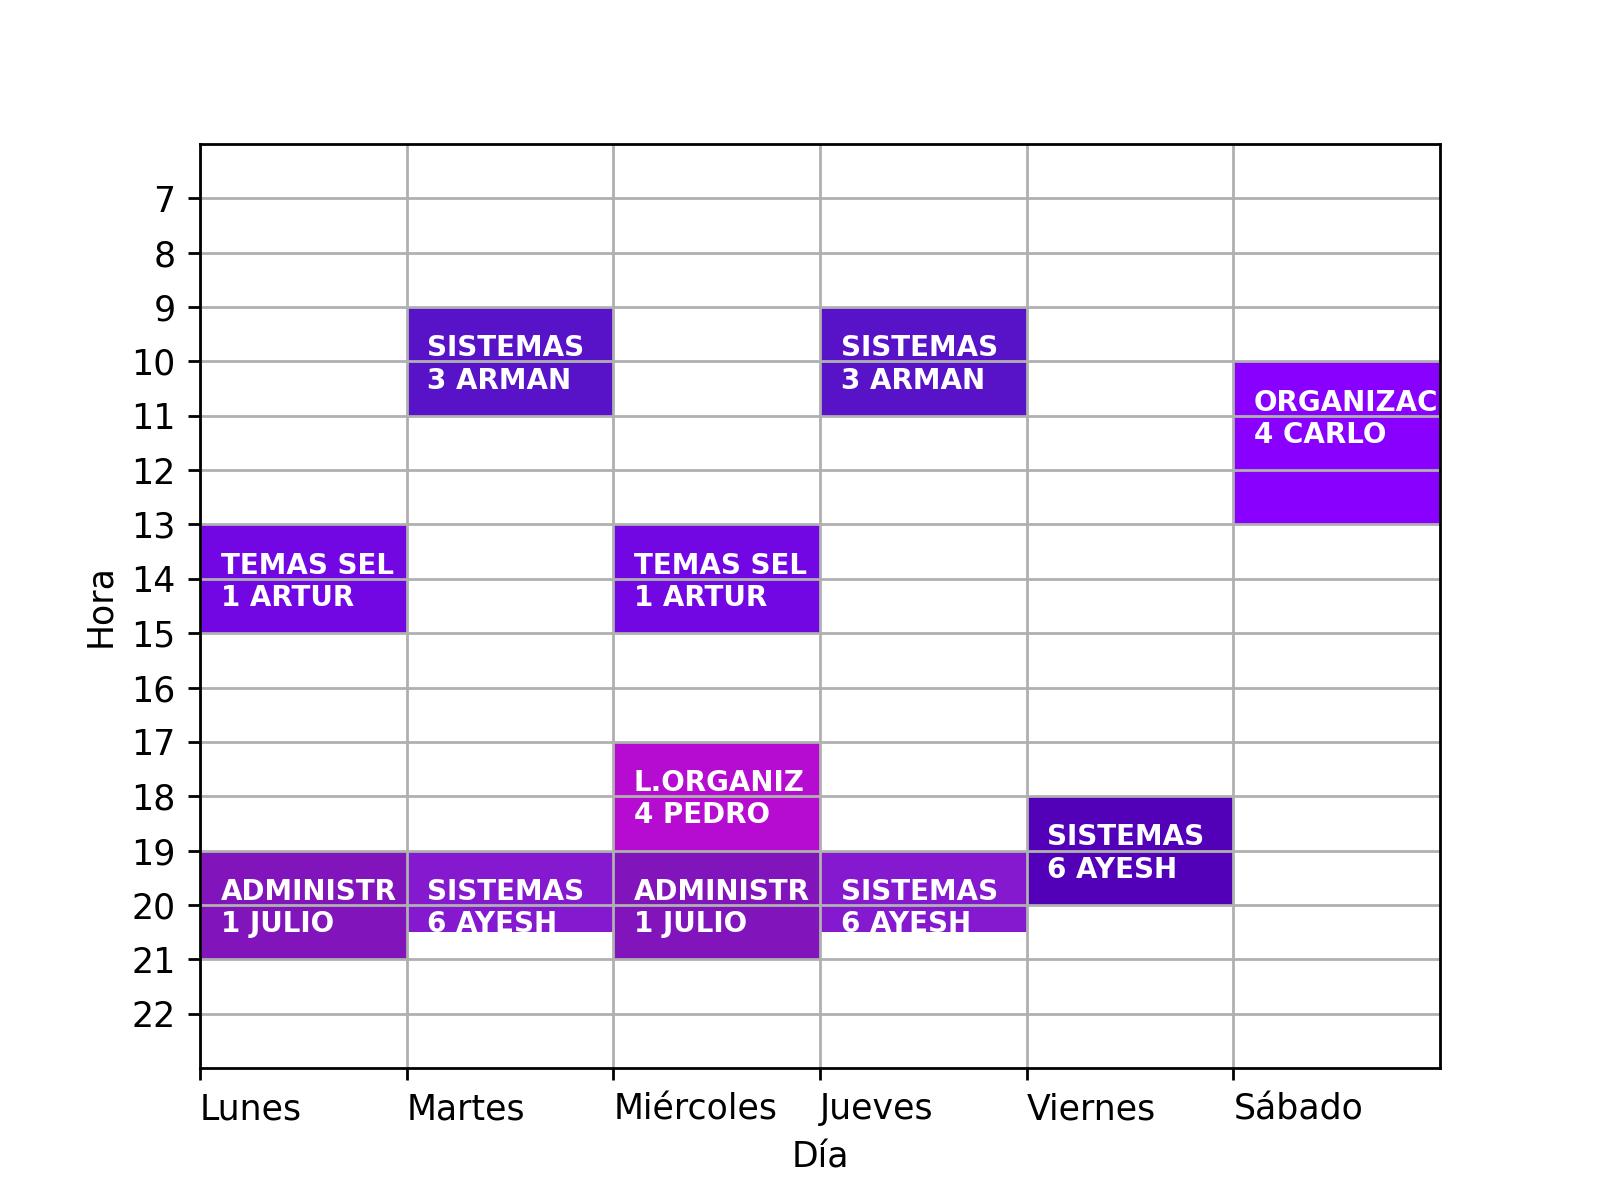 7
8
9
SISTEMAS
3 ARMAN
SISTEMAS
3 ARMAN
10
ORGANIZAC
4 CARLO
11
12
13
TEMAS SEL
1 ARTUR
TEMAS SEL
1 ARTUR
14
Hora
15
16
17
L.ORGANIZ
4 PEDRO
18
SISTEMAS
6 AYESH
19
ADMINISTR
1 JULIO
SISTEMAS
6 AYESH
ADMINISTR
1 JULIO
SISTEMAS
6 AYESH
20
21
22
Lunes Martes Miércoles Jueves Viernes Sábado
Día